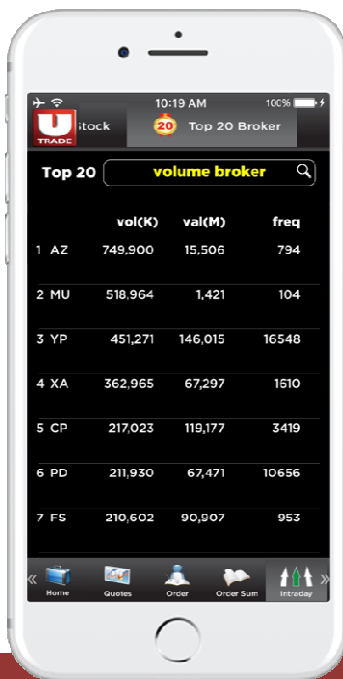 10:19 AM 100%
U TRADE Stock 20 Top 20 Broker
Top 20 volume broker
vol(K) val(M) freq
1 AZ 749,900 15,506 794
2 MU 518,964 1,421 104
3 YP 451,271 146,015 16548
4 XA 362,965 67,297 1610
5 CP 217,023 119,177 3419
6 PD 211,930 67,471 10656
7 FS 210,602 90,907 953
« Home Quotes Order Order Sum Intraday »